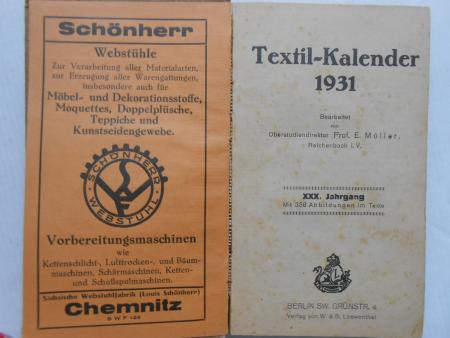 Schönherr
Webstühle
Zur Verarbeitung aller Materialarten,
zur Erzeugung aller Warengattungen,
insbesondere auch für
Möbel- und Dekorationsstoffe,
Moquettes, Doppelplüsche,
Teppiche und
Kunstseidengewebe.
SCHÖNHERR
WEBSTUHL
Vorbereitungsmaschinen
wie
Kettenschlicht-, Lufttrocken-, und Bäum-
maschinen, Schärmaschinen, Ketten-
und Schußspulmaschinen.
Sächsische Webstuhlfabrik (Louis Schönherr)
Chemnitz
SWF 146
Textil-Kalender
1931
Bearbeitet
von
Oberstudiendirektor Prof. E. Müller,
Reichenbach i. V.
XXX. Jahrgang
Mit 338 Abbildungen im Texte
BERLIN SW. GRÜNSTR. 4
Verlag von W. & S. Loewenthal